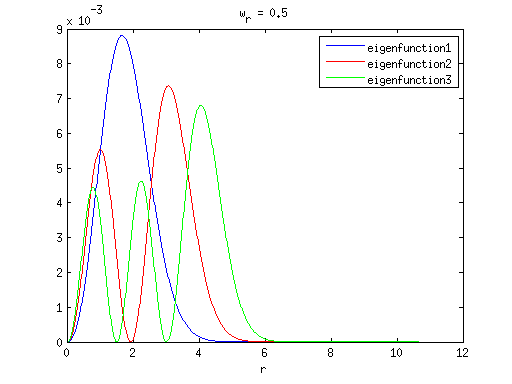 ω_r = 0.5
x 10^-3
9
8
7
6
5
4
3
2
1
0
eigenfunction1
eigenfunction2
eigenfunction3
0 2 4 6 8 10 12
r